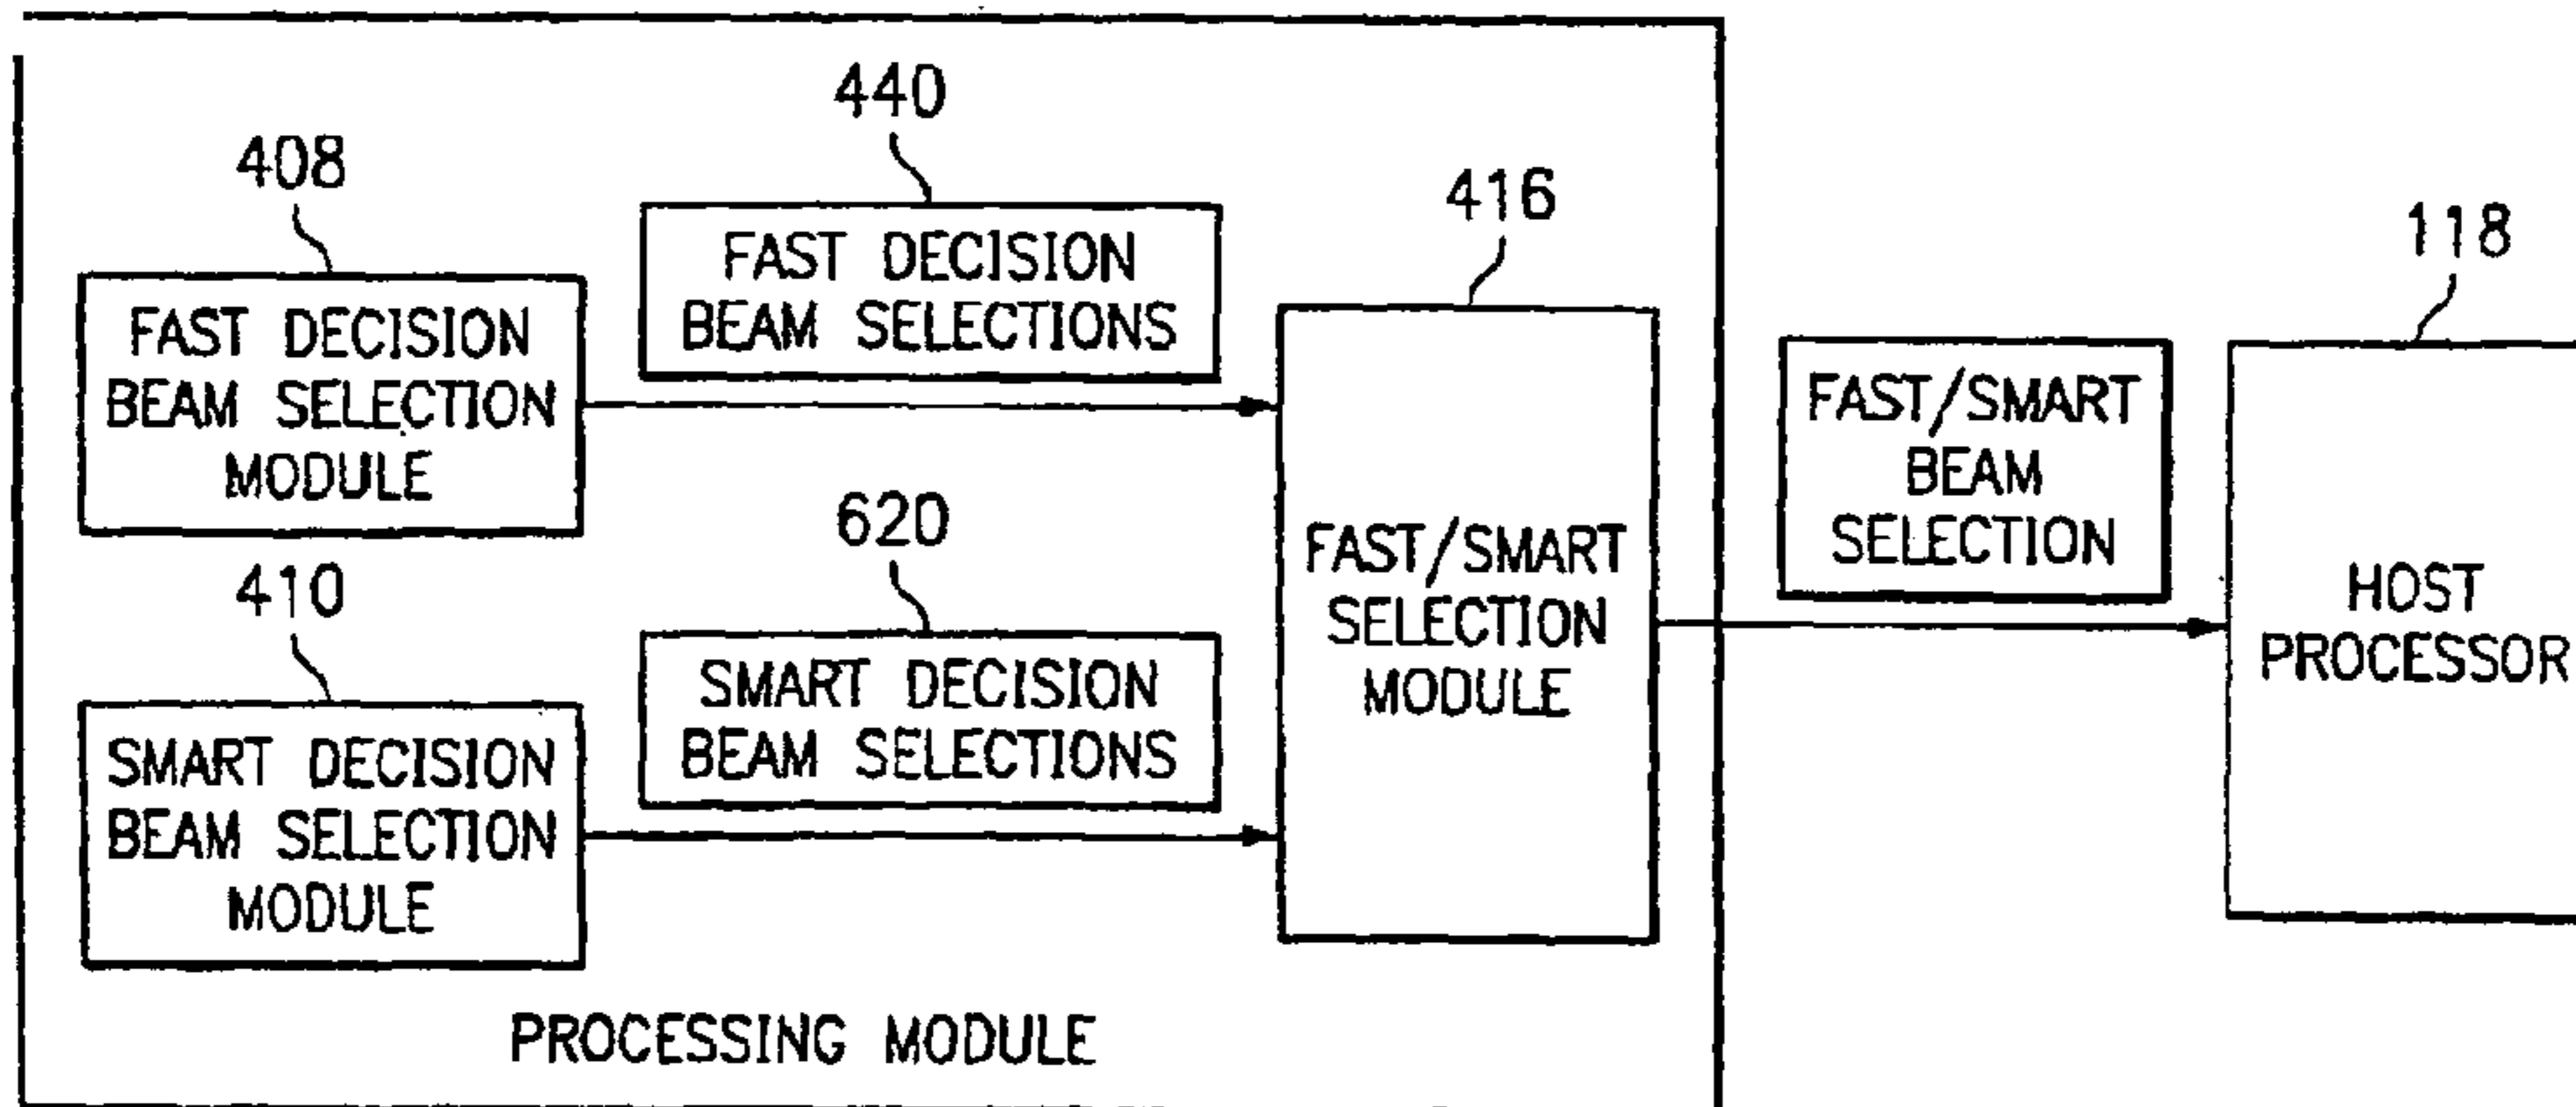 408
FAST DECISION
BEAM SELECTION
MODULE
440
FAST DECISION
BEAM SELECTIONS
410
SMART DECISION
BEAM SELECTION
MODULE
620
SMART DECISION
BEAM SELECTIONS
416
FAST/SMART
SELECTION
MODULE
FAST/SMART
BEAM
SELECTION
118
HOST
PROCESSOR
PROCESSING MODULE